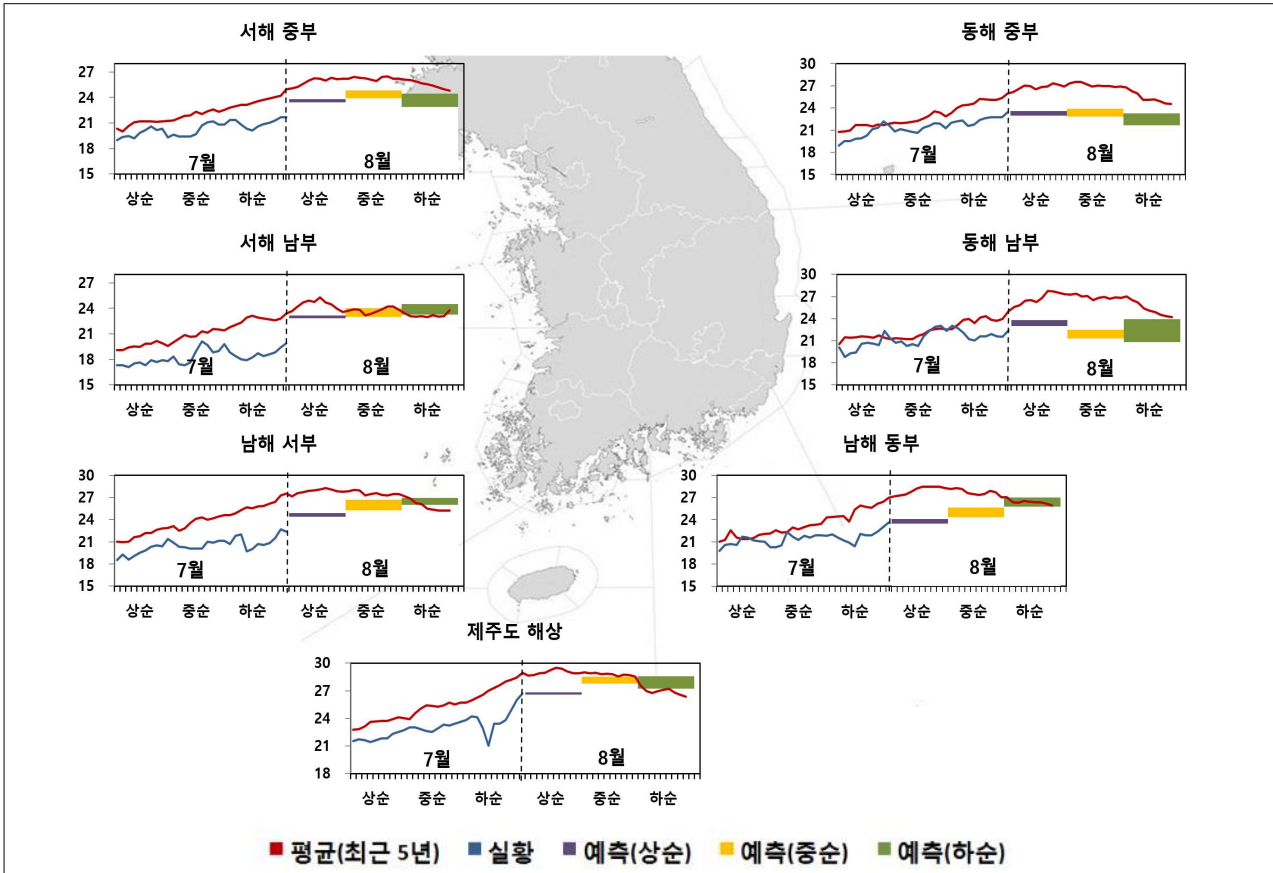 서해 중부
27
24
21
18
15
7월
8월
상순 중순 하순 상순 중순 하순
동해 중부
30
27
24
21
18
15
7월
8월
상순 중순 하순 상순 중순 하순
서해 남부
27
24
21
18
15
7월
8월
상순 중순 하순 상순 중순 하순
동해 남부
30
27
24
21
18
15
7월
8월
상순 중순 하순 상순 중순 하순
남해 서부
30
27
24
21
18
15
7월
8월
상순 중순 하순 상순 중순 하순
남해 동부
30
27
24
21
18
15
7월
8월
상순 중순 하순 상순 중순 하순
제주도 해상
30
27
24
21
18
7월
8월
상순 중순 하순 상순 중순 하순
평균(최근 5년) 실황 예측(상순) 예측(중순) 예측(하순)